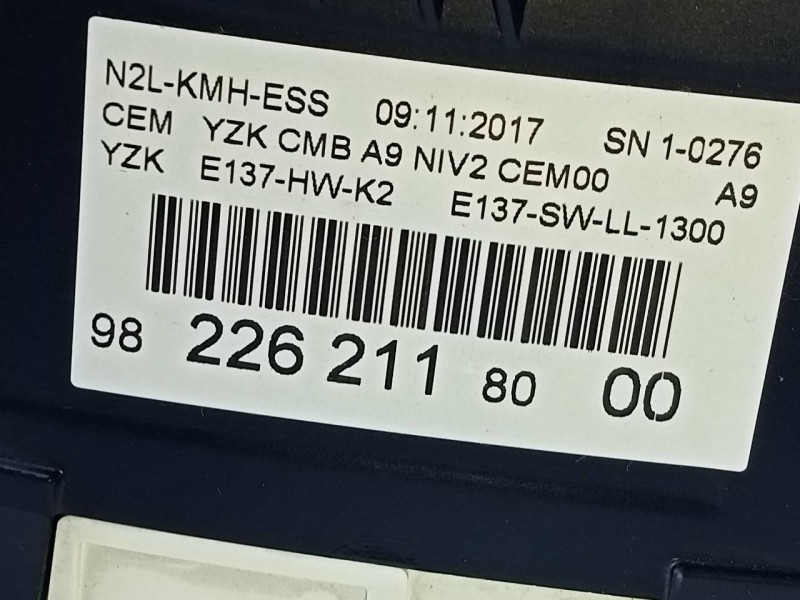 N2L-KMH-ESS 09:11:2017 SN 1-0276
CEM YZK CMB A9 NIV2 CEM00 A9
YZK E137-HW-K2 E137-SW-LL-1300
98 226 211 80 00